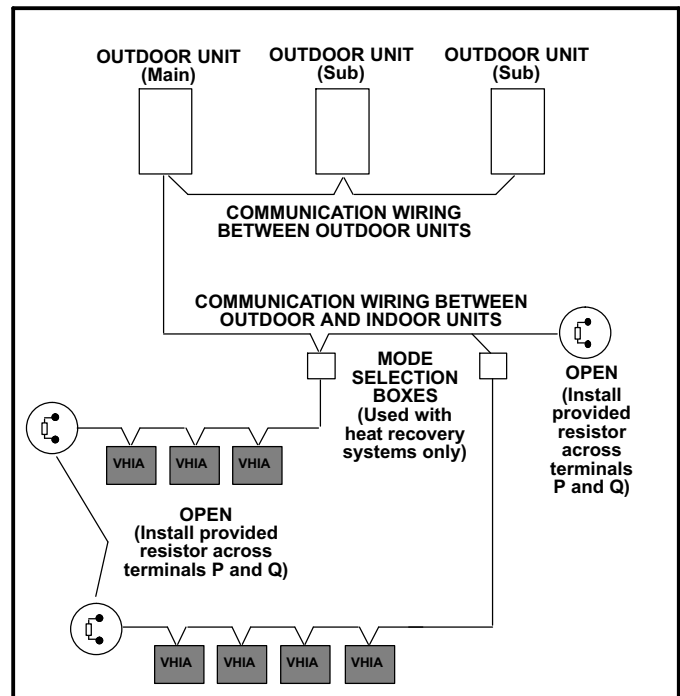 OUTDOOR UNIT
(Main)
OUTDOOR UNIT
(Sub)
OUTDOOR UNIT
(Sub)
COMMUNICATION WIRING
BETWEEN OUTDOOR UNITS
COMMUNICATION WIRING BETWEEN
OUTDOOR AND INDOOR UNITS
MODE
SELECTION
BOXES
(Used with
heat recovery
systems only)
OPEN
(Install
provided
resistor
across
terminals
P and Q)
VHIA
VHIA
VHIA
OPEN
(Install provided
resistor across
terminals P and Q)
VHIA
VHIA
VHIA
VHIA